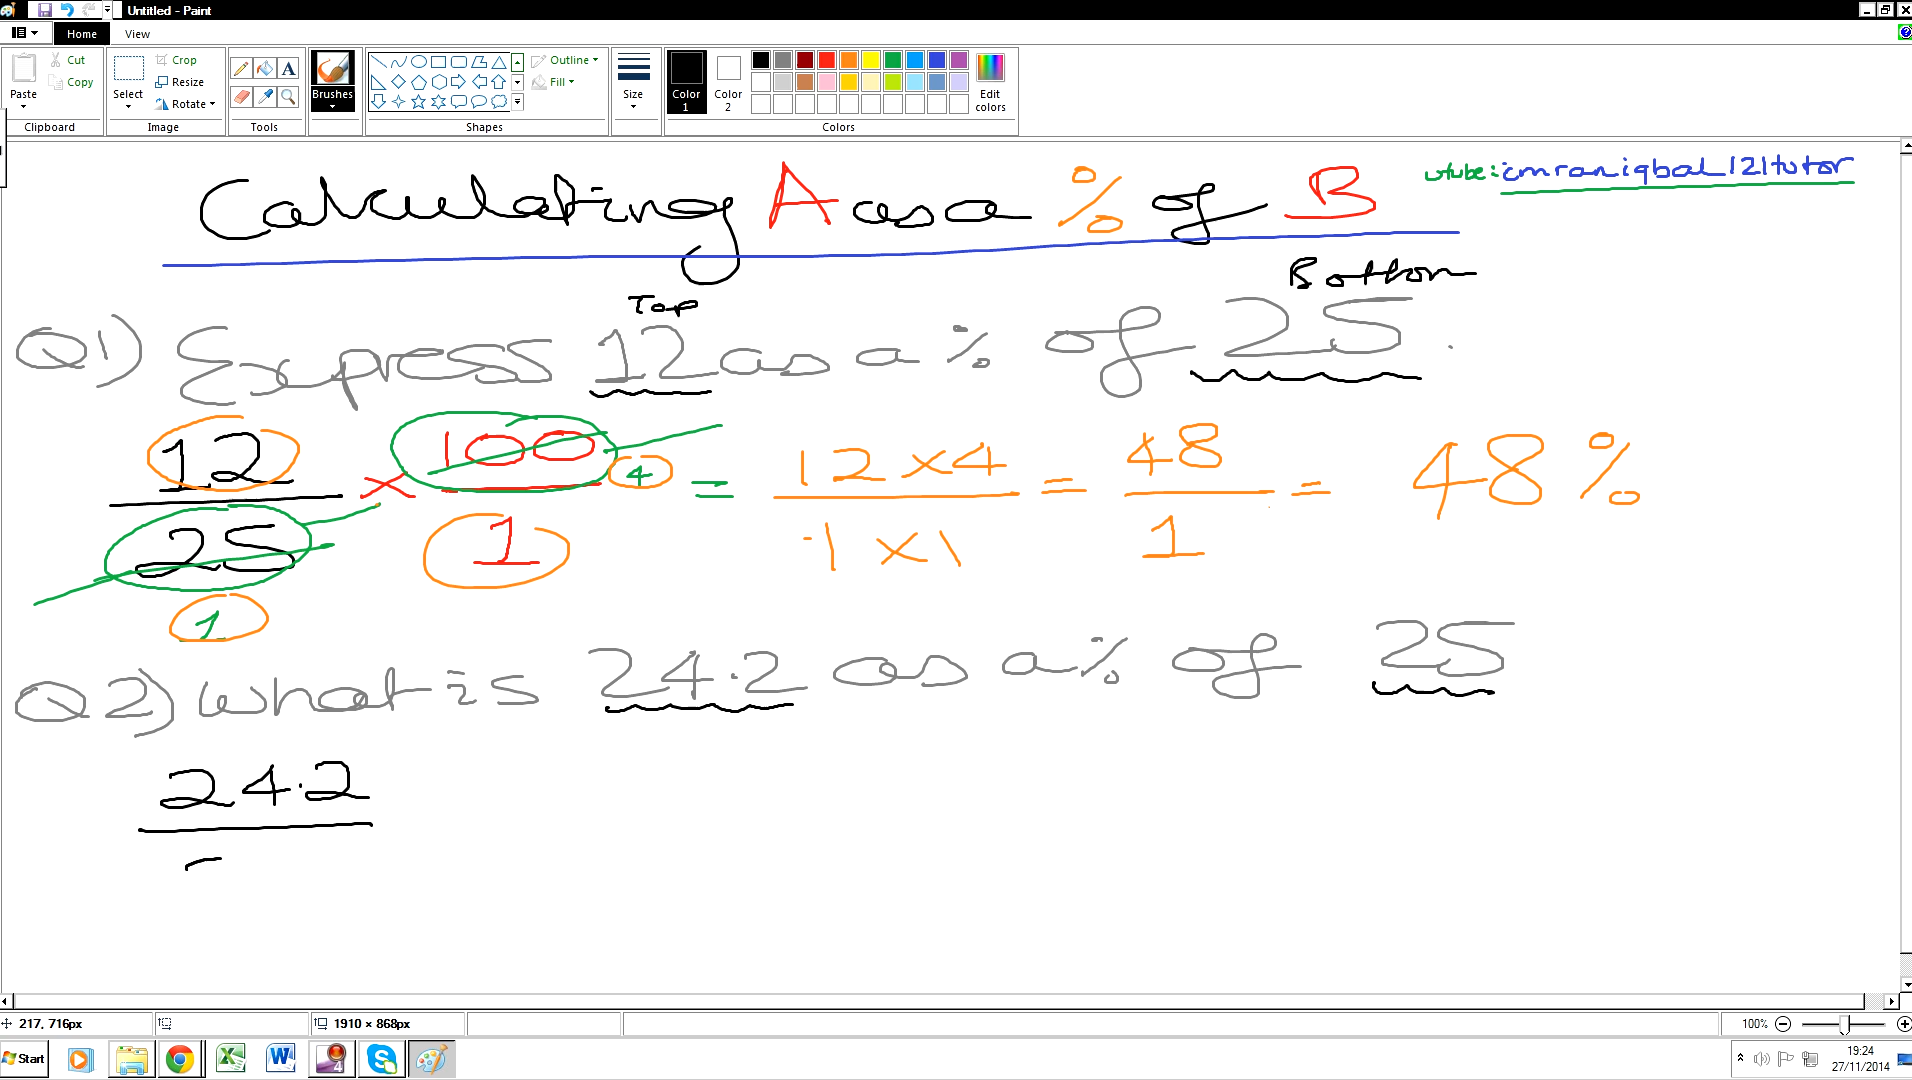 Untitled - Paint
Home View
Paste Cut Copy Select Crop Resize Rotate Brushes Outline Fill Size Color 1 Color 2 Edit colors
Clipboard Image Tools Shapes Colors
utube: imraniqbal_121tutor
Calculating A as a % of B
Top Bottom
Q1) Express 12 as a % of 25.
12 × 100 4 = 12 × 4 = 48 = 48 %
25 1 1 × 1 1
1
Q2) What is 24.2 as a % of 25
24.2
217, 716px 1910 × 868px 100%
Start 19:24
27/11/2014